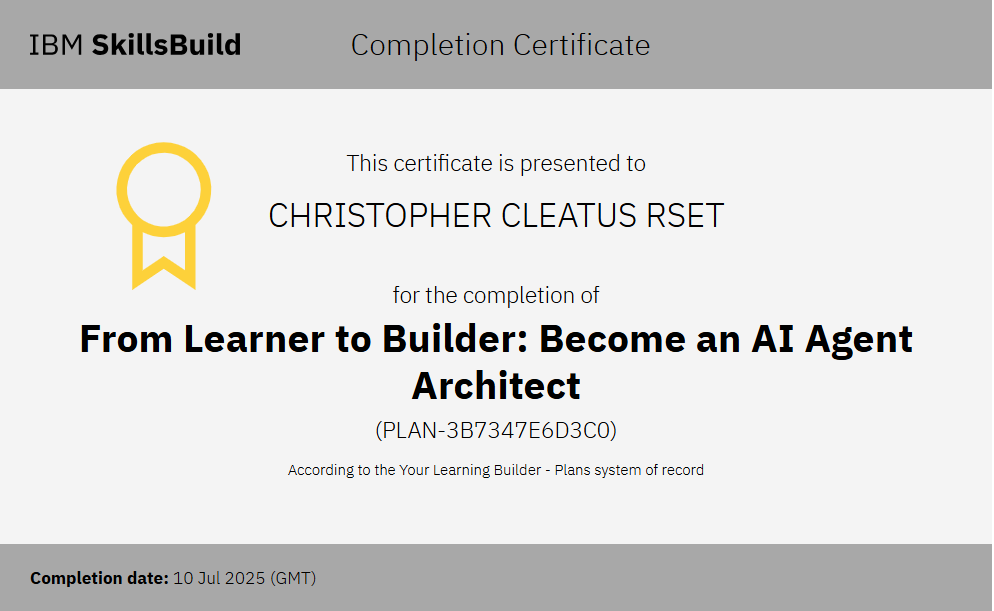 IBM SkillsBuild
Completion Certificate
This certificate is presented to
CHRISTOPHER CLEATUS RSET
for the completion of
From Learner to Builder: Become an AI Agent
Architect
(PLAN-3B7347E6D3C0)
According to the Your Learning Builder - Plans system of record
Completion date: 10 Jul 2025 (GMT)